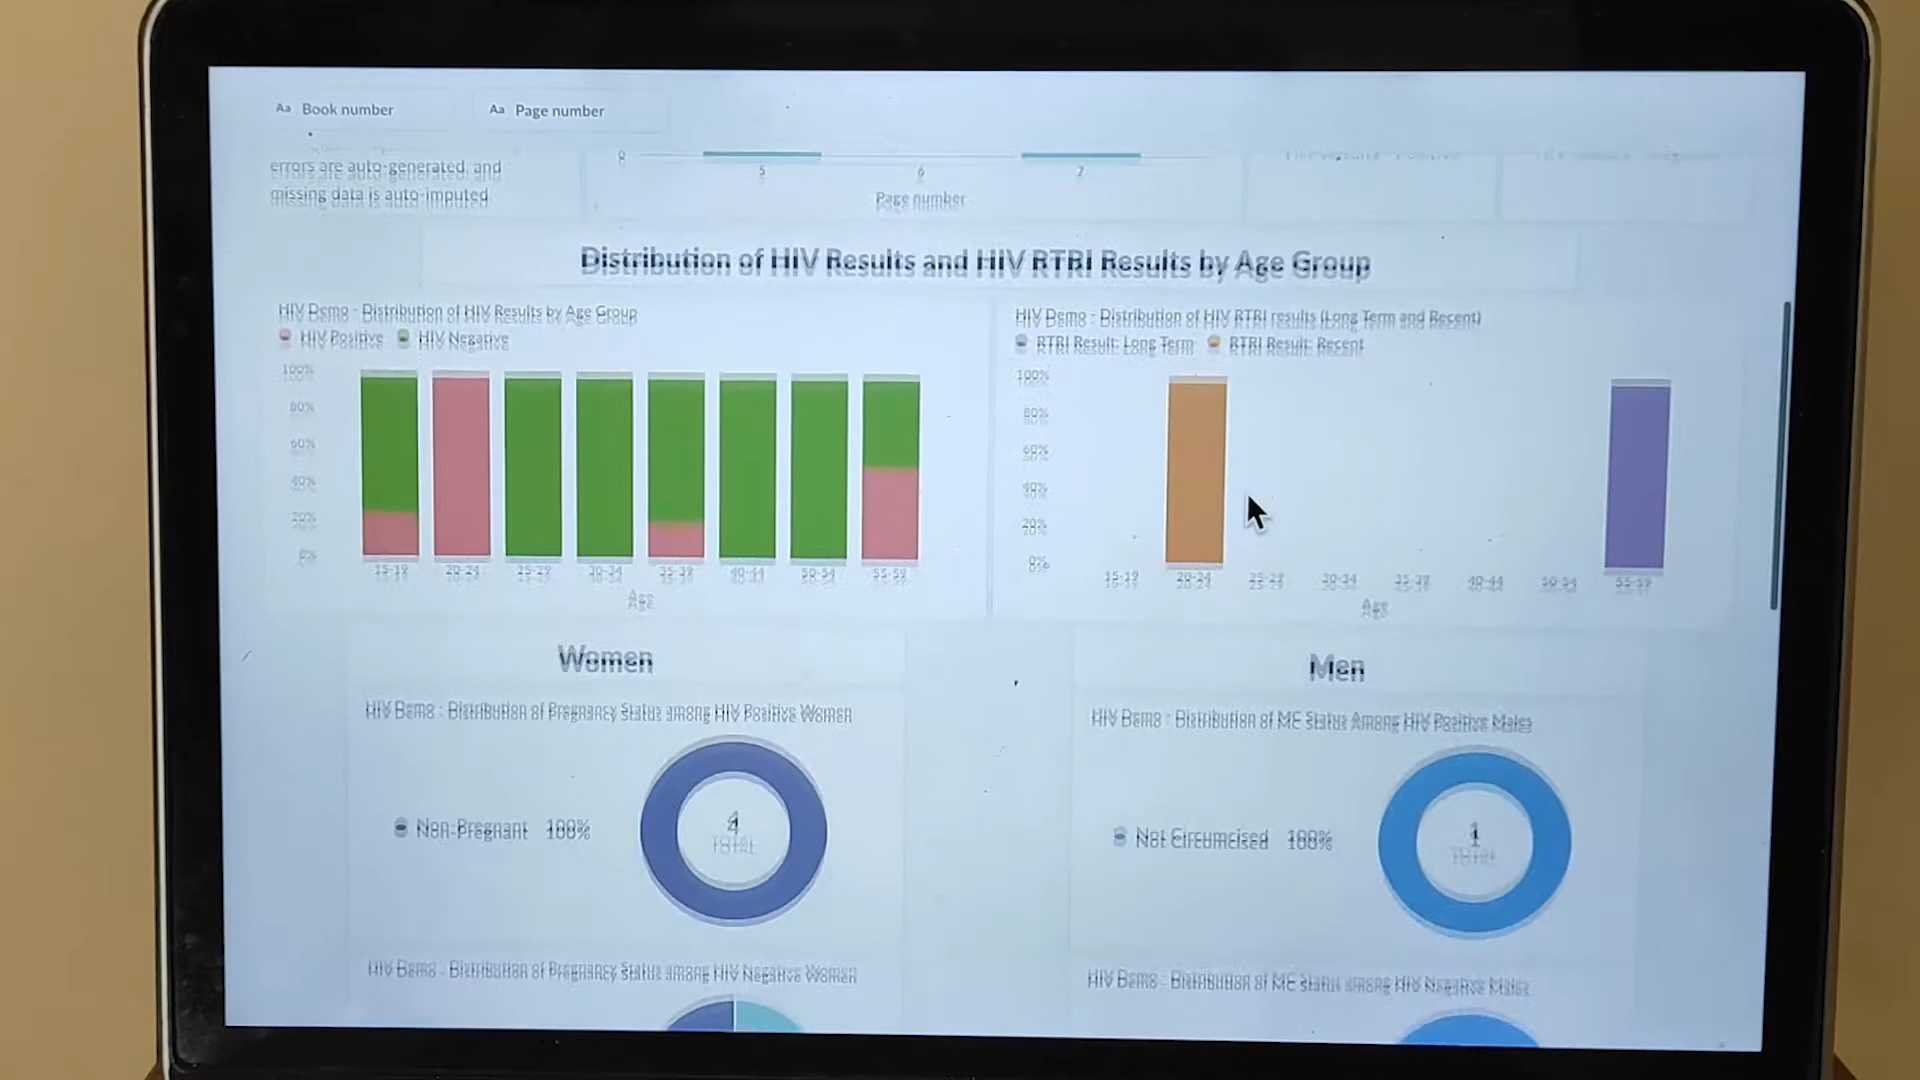 Aa Book number
Aa Page number
errors are auto-generated, and
missing data is auto-imputed.
0
5
6
7
Page number
Distribution of HIV Results and HIV RTRI Results by Age Group
HIV Demo - Distribution of HIV Results by Age Group
HIV Positive HIV Negative
100%
80%
60%
40%
20%
0%
15-19 20-24 25-29 30-34 35-39 40-44 50-54 55-59
Age
HIV Demo - Distribution of HIV RTRI results (Long Term and Recent)
RTRI Result: Long Term RTRI Result: Recent
100%
80%
60%
40%
20%
0%
15-19 20-24 25-29 30-34 35-39 40-44 50-54 55-59
Age
Women
HIV Demo - Distribution of Pregnancy Status among HIV Positive Women
Non-Pregnant 100%
4
TOTAL
HIV Demo - Distribution of Pregnancy Status among HIV Negative Women
Men
HIV Demo - Distribution of MC Status Among HIV Positive Males
Not Circumcised 100%
1
TOTAL
HIV Demo - Distribution of MC Status among HIV Negative Males